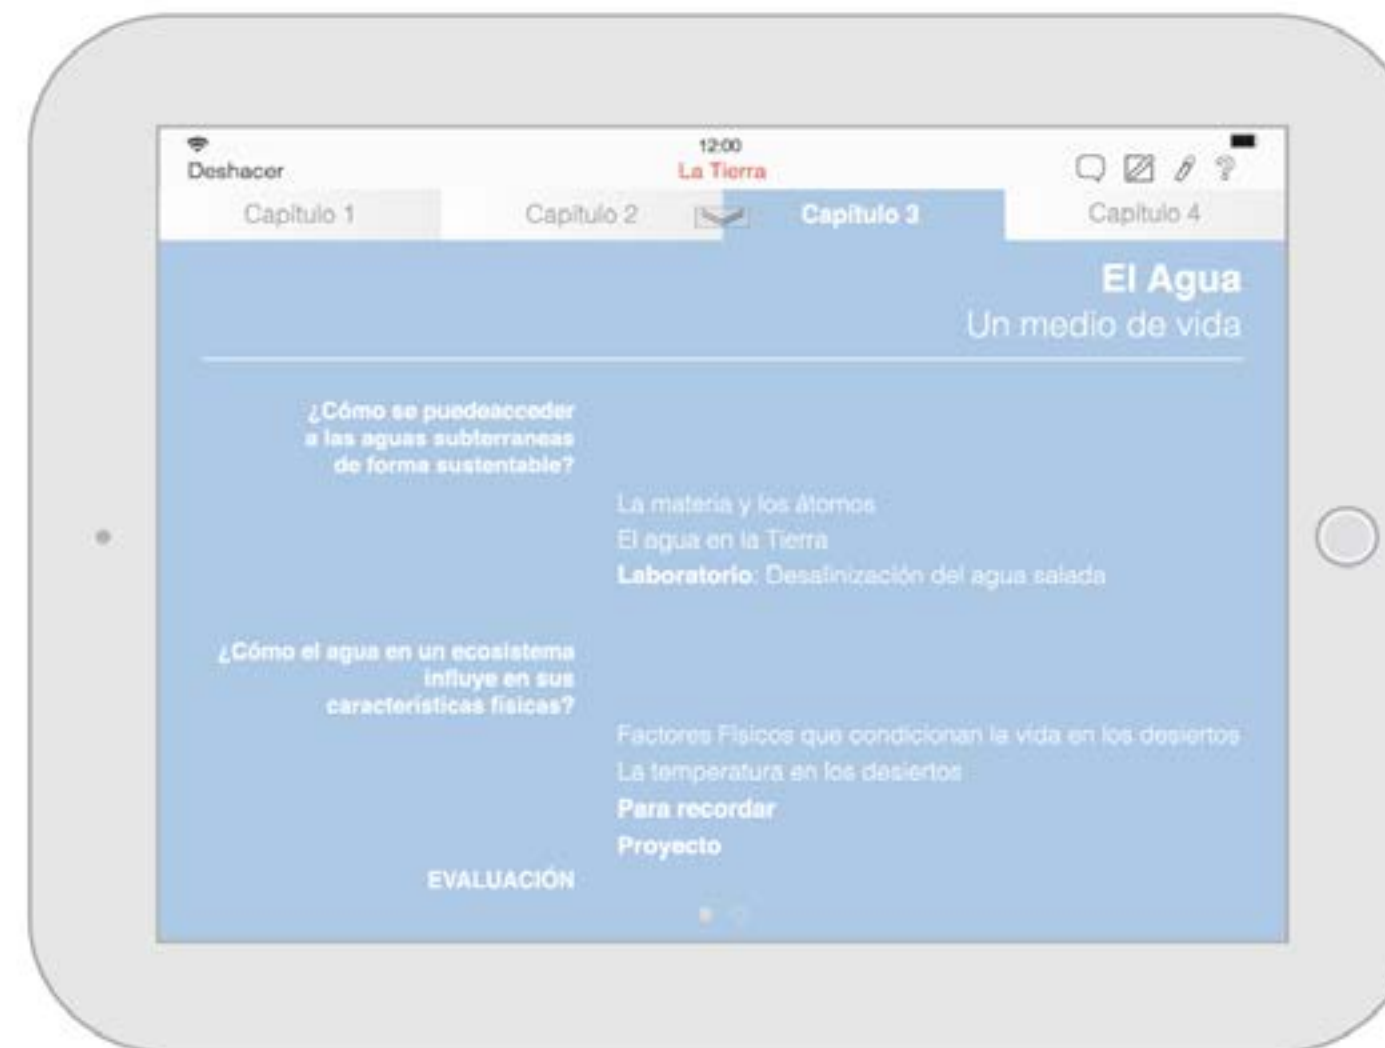 12:00
Deshacer
La Tierra
Capítulo 1
Capítulo 2
Capítulo 3
Capítulo 4
El Agua
Un medio de vida
¿Cómo se puedeacceder
a las aguas subterraneas
de forma sustentable?
La materia y los átomos
El agua en la Tierra
Laboratorio: Desalinización del agua salada
¿Cómo el agua en un ecosistema
influye en sus
características físicas?
Factores Físicos que condicionan la vida en los desiertos
La temperatura en los desiertos
Para recordar
Proyecto
EVALUACIÓN